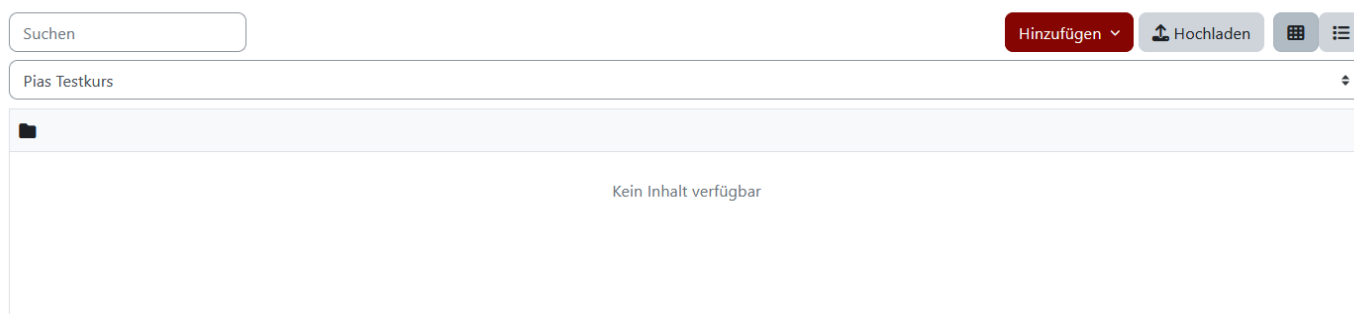 Suchen
Hinzufügen
Hochladen
Pias Testkurs
Kein Inhalt verfügbar